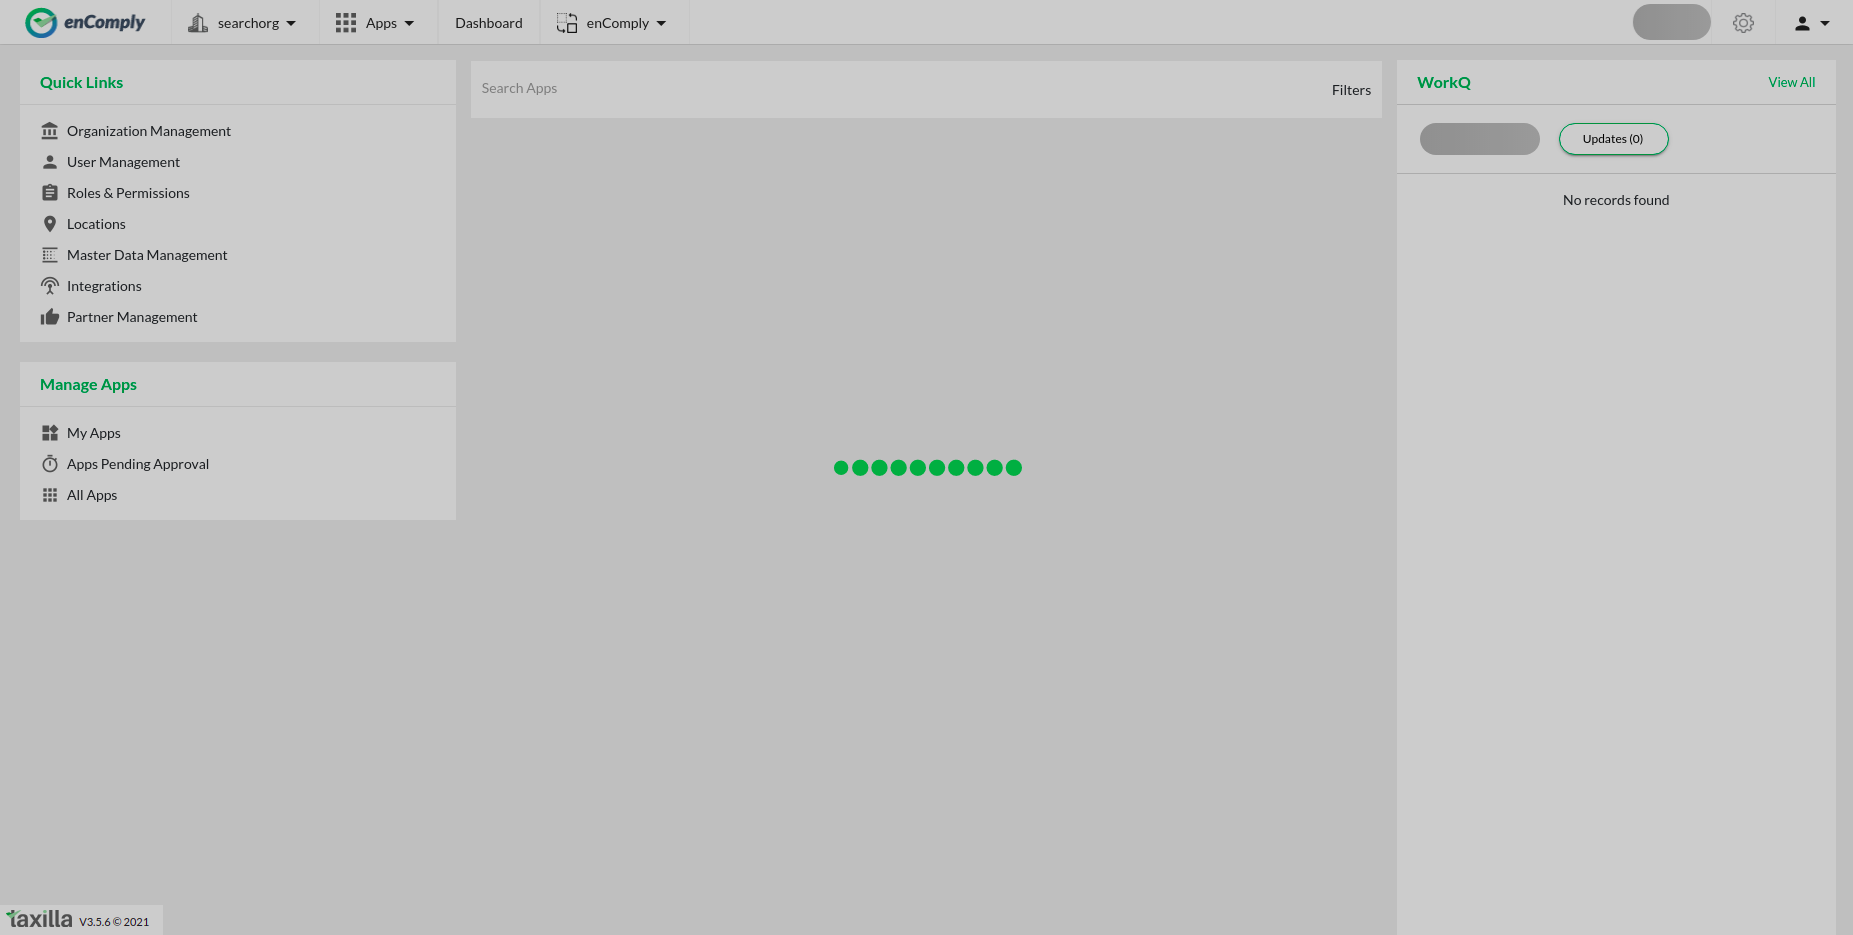 enComply
searchorg
Apps
Dashboard
enComply
Quick Links
Organization Management
User Management
Roles & Permissions
Locations
Master Data Management
Integrations
Partner Management
Manage Apps
My Apps
Apps Pending Approval
All Apps
Search Apps
Filters
WorkQ
View All
Updates (0)
No records found
taxilla V3.5.6 © 2021